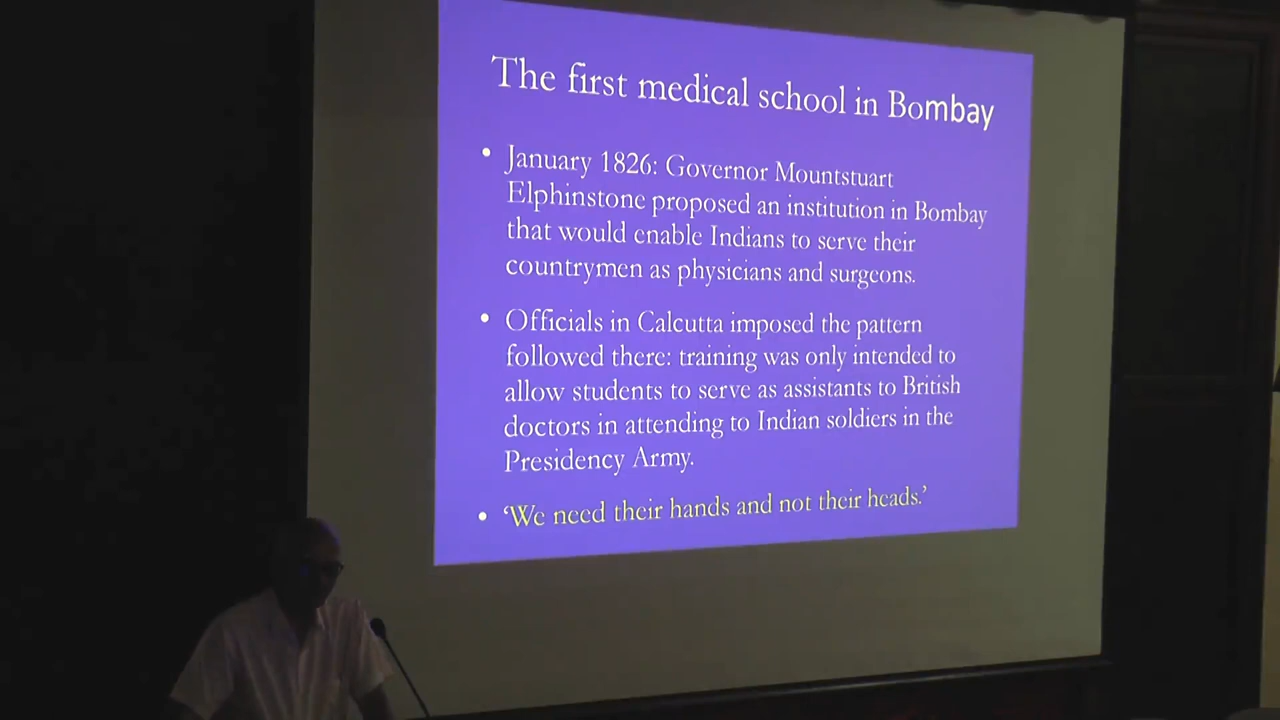 The first medical school in Bombay
• January 1826: Governor Mountstuart
Elphinstone proposed an institution in Bombay
that would enable Indians to serve their
countrymen as physicians and surgeons.
• Officials in Calcutta imposed the pattern
followed there: training was only intended to
allow students to serve as assistants to British
doctors in attending to Indian soldiers in the
Presidency Army.
• ‘We need their hands and not their heads.’